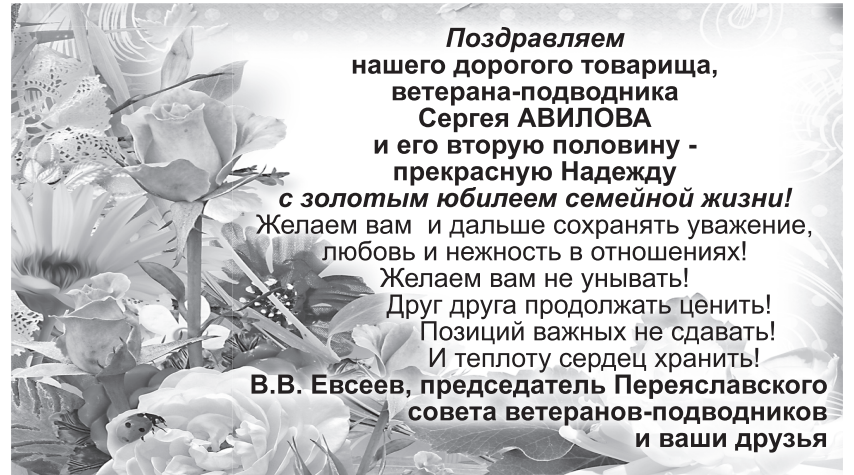 Поздравляем
нашего дорогого товарища,
ветерана-подводника
Сергея АВИЛОВА
и его вторую половину -
прекрасную Надежду
с золотым юбилеем семейной жизни!
Желаем вам и дальше сохранять уважение,
любовь и нежность в отношениях!
Желаем вам не унывать!
Друг друга продолжать ценить!
Позиций важных не сдавать!
И теплоту сердец хранить!
В.В. Евсеев, председатель Переяславского
совета ветеранов-подводников
и ваши друзья